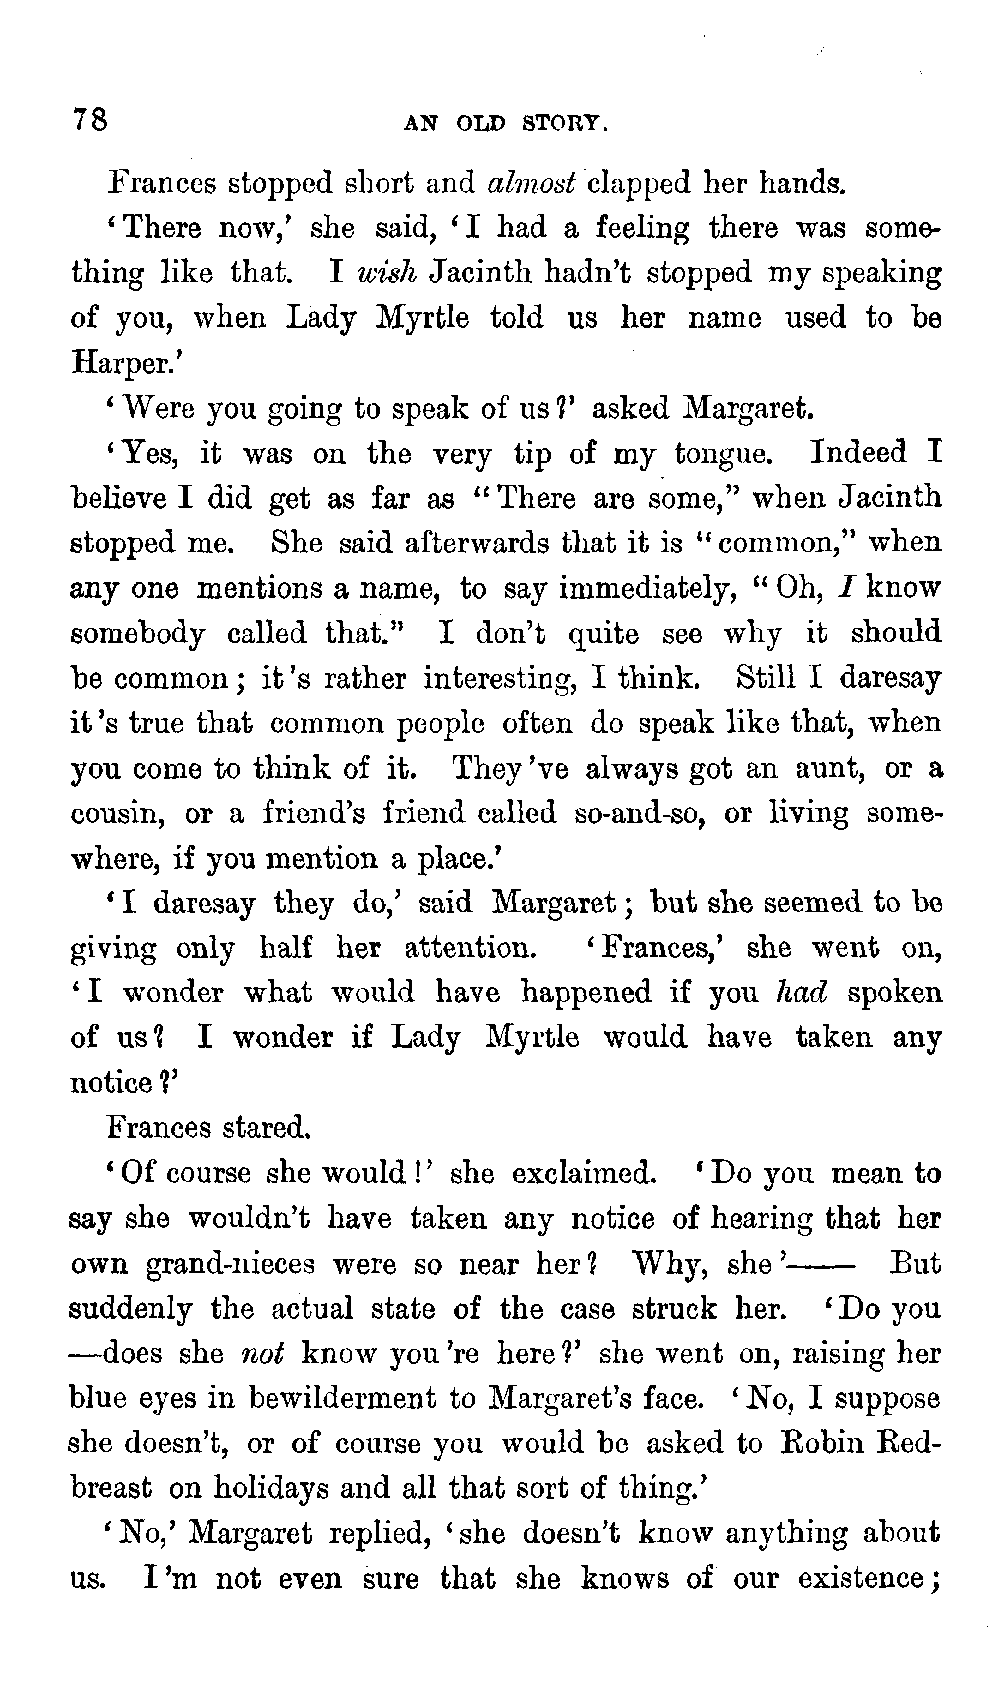 78 AN OLD STORY.
Frances stopped short and almost clapped her hands.
‘There now,’ she said, ‘I had a feeling there was some-
thing like that. I wish Jacinth hadn’t stopped my speaking
of you, when Lady Myrtle told us her name used to be
Harper.’
‘Were you going to speak of us?’ asked Margaret.
‘Yes, it was on the very tip of my tongue. Indeed I
believe I did get as far as “There are some,” when Jacinth
stopped me. She said afterwards that it is “common,” when
any one mentions a name, to say immediately, “Oh, I know
somebody called that.” I don’t quite see why it should
be common; it’s rather interesting, I think. Still I daresay
it’s true that common people often do speak like that, when
you come to think of it. They’ve always got an aunt, or a
cousin, or a friend’s friend called so-and-so, or living some-
where, if you mention a place.’
‘I daresay they do,’ said Margaret; but she seemed to be
giving only half her attention. ‘Frances,’ she went on,
‘I wonder what would have happened if you had spoken
of us? I wonder if Lady Myrtle would have taken any
notice?’
Frances stared.
‘Of course she would!’ she exclaimed. ‘Do you mean to
say she wouldn’t have taken any notice of hearing that her
own grand-nieces were so near her? Why, she’—— But
suddenly the actual state of the case struck her. ‘Do you
—does she not know you’re here?’ she went on, raising her
blue eyes in bewilderment to Margaret’s face. ‘No, I suppose
she doesn’t, or of course you would be asked to Robin Red-
breast on holidays and all that sort of thing.’
‘No,’ Margaret replied, ‘she doesn’t know anything about
us. I’m not even sure that she knows of our existence;